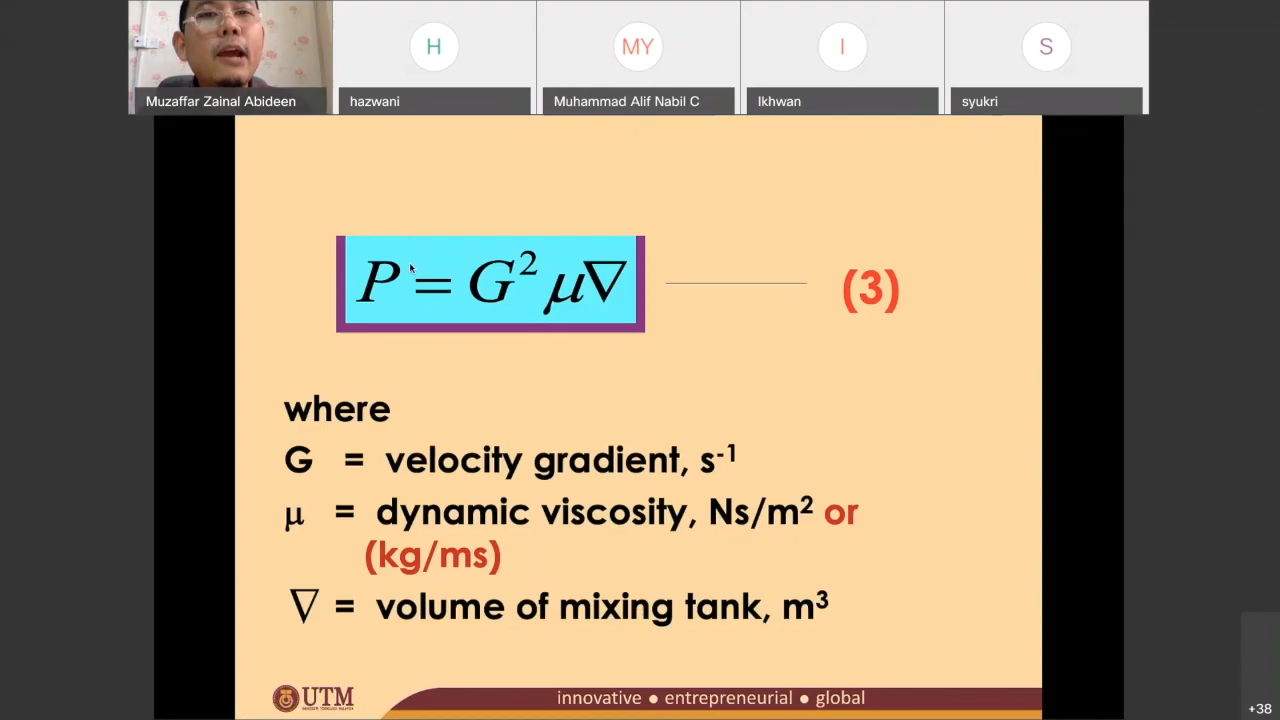 H
MY
I
S
Muzaffar Zainal Abideen
hazwani
Muhammad Alif Nabil C
Ikhwan
syukri
P = G² μ∇
(3)
where
G = velocity gradient, s⁻¹
μ = dynamic viscosity, Ns/m² or
(kg/ms)
∇ = volume of mixing tank, m³
UTM
innovative ● entrepreneurial ● global
+38